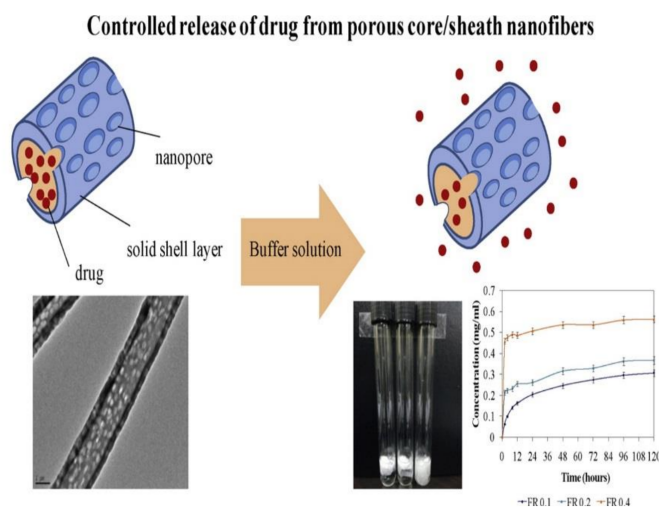 Controlled release of drug from porous core/sheath nanofibers
nanopore
solid shell layer
drug
Buffer solution
Concentration (mg/ml)
0.7
0.6
0.5
0.4
0.3
0.2
0.1
0
0 12 24 36 48 60 72 84 96 108 120
Time (hours)
FR 0.1 FR 0.2 FR 0.4